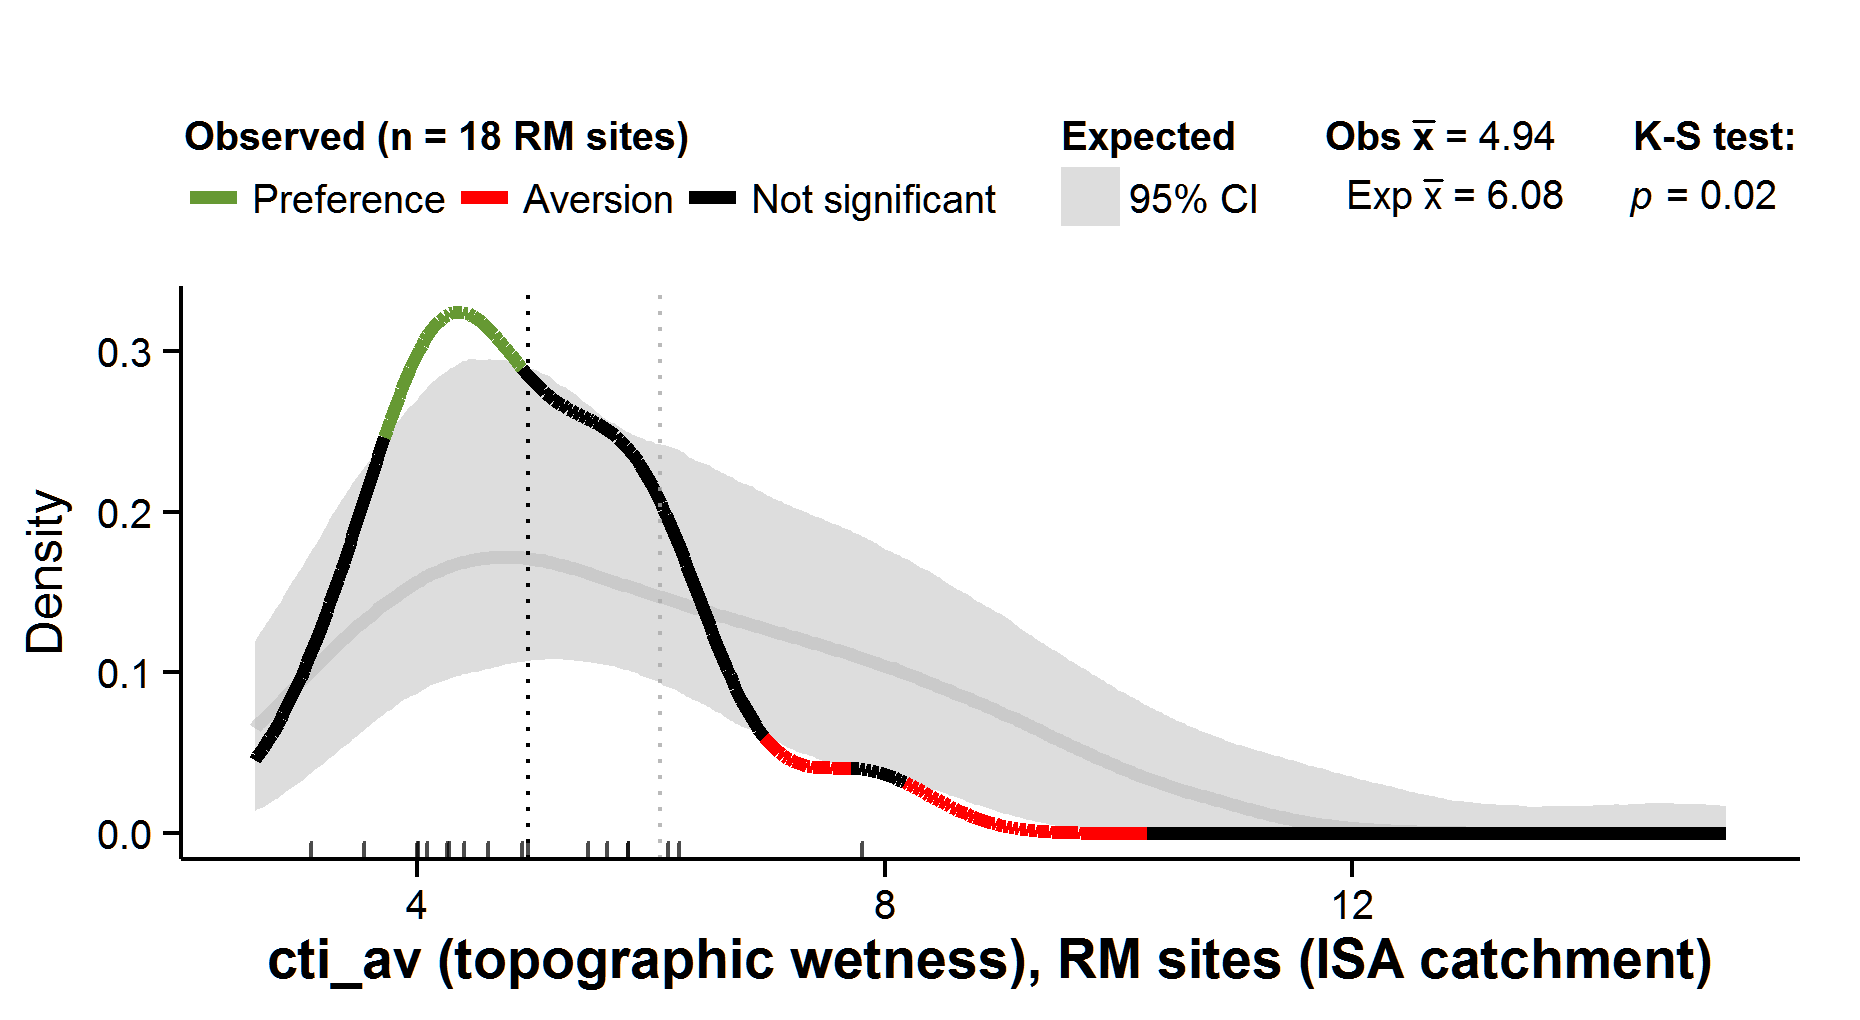 Observed (n = 18 RM sites) Expected Obs x̅ = 4.94 K-S test:
Preference Aversion Not significant 95% CI Exp x̅ = 6.08 p = 0.02
Density
0.3
0.2
0.1
0.0
4 8 12
cti_av (topographic wetness), RM sites (ISA catchment)